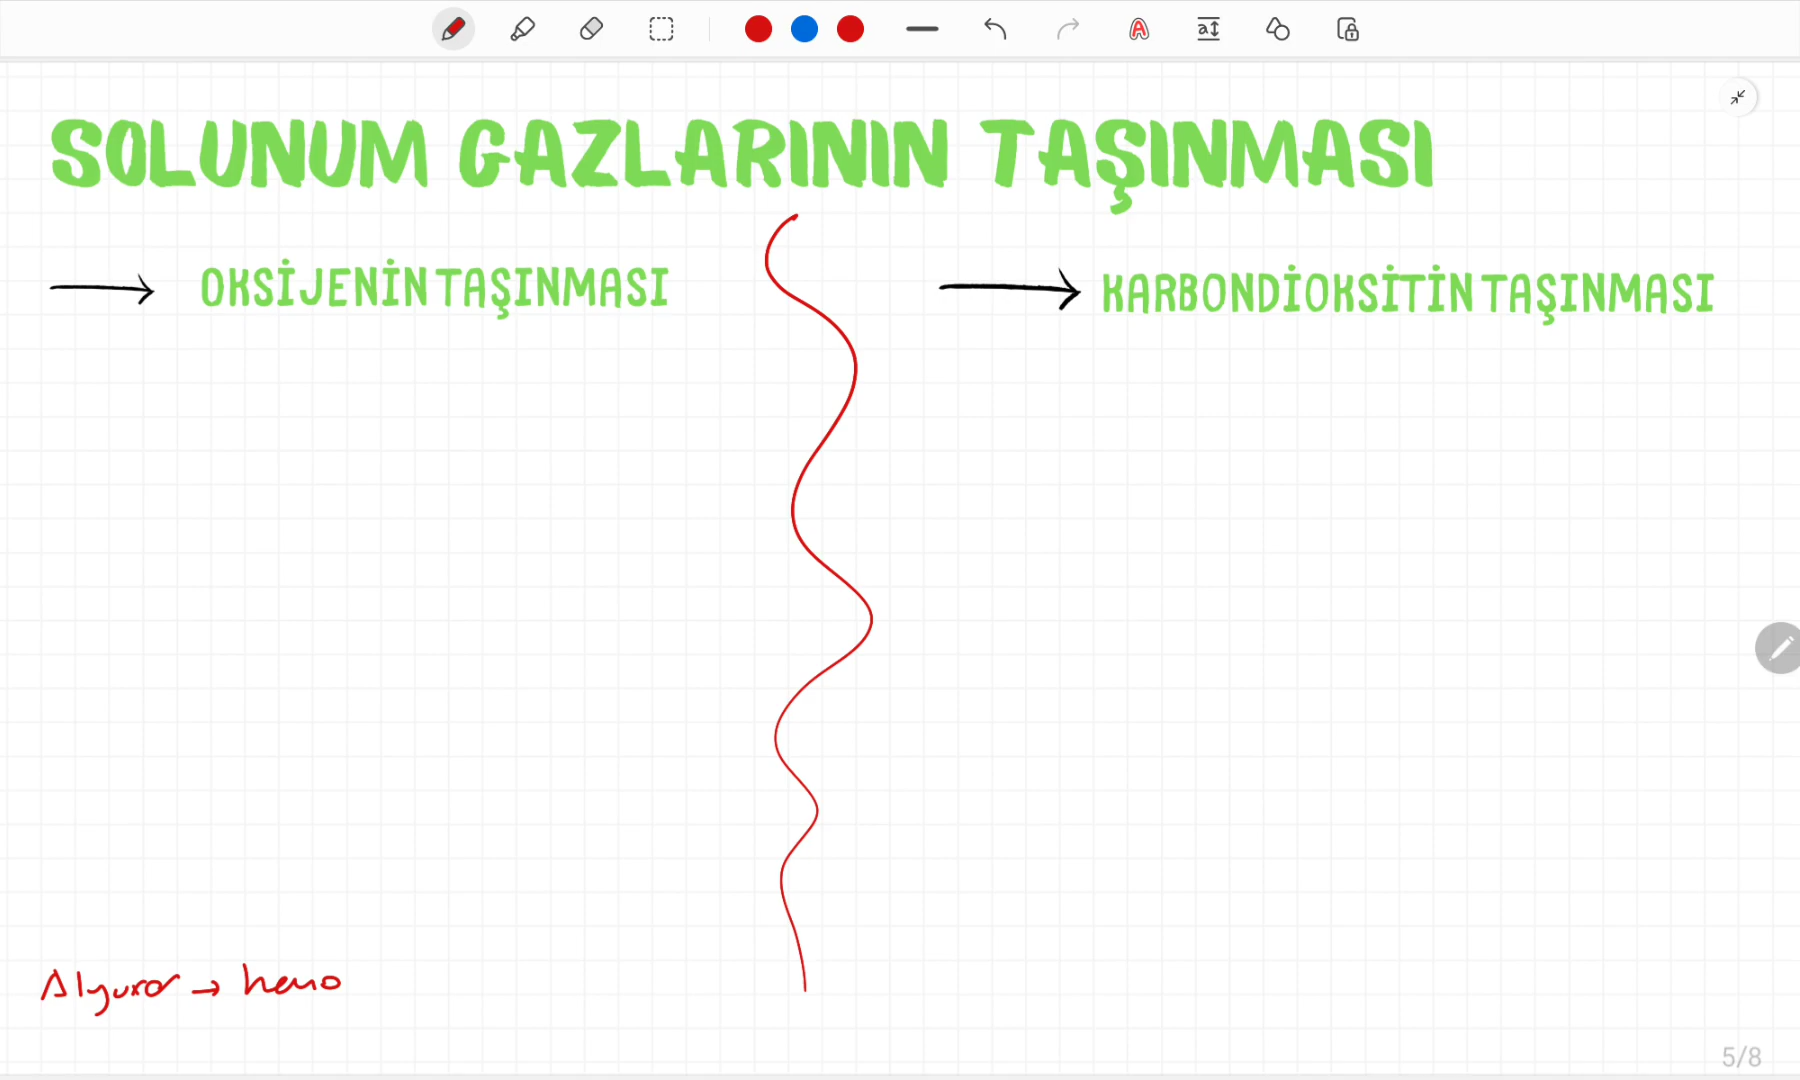 SOLUNUM GAZLARININ TAŞINMASI
OKSİJENİN TAŞINMASI
KARBONDİOKSİTİN TAŞINMASI
Alyuvar → hemo
5/8